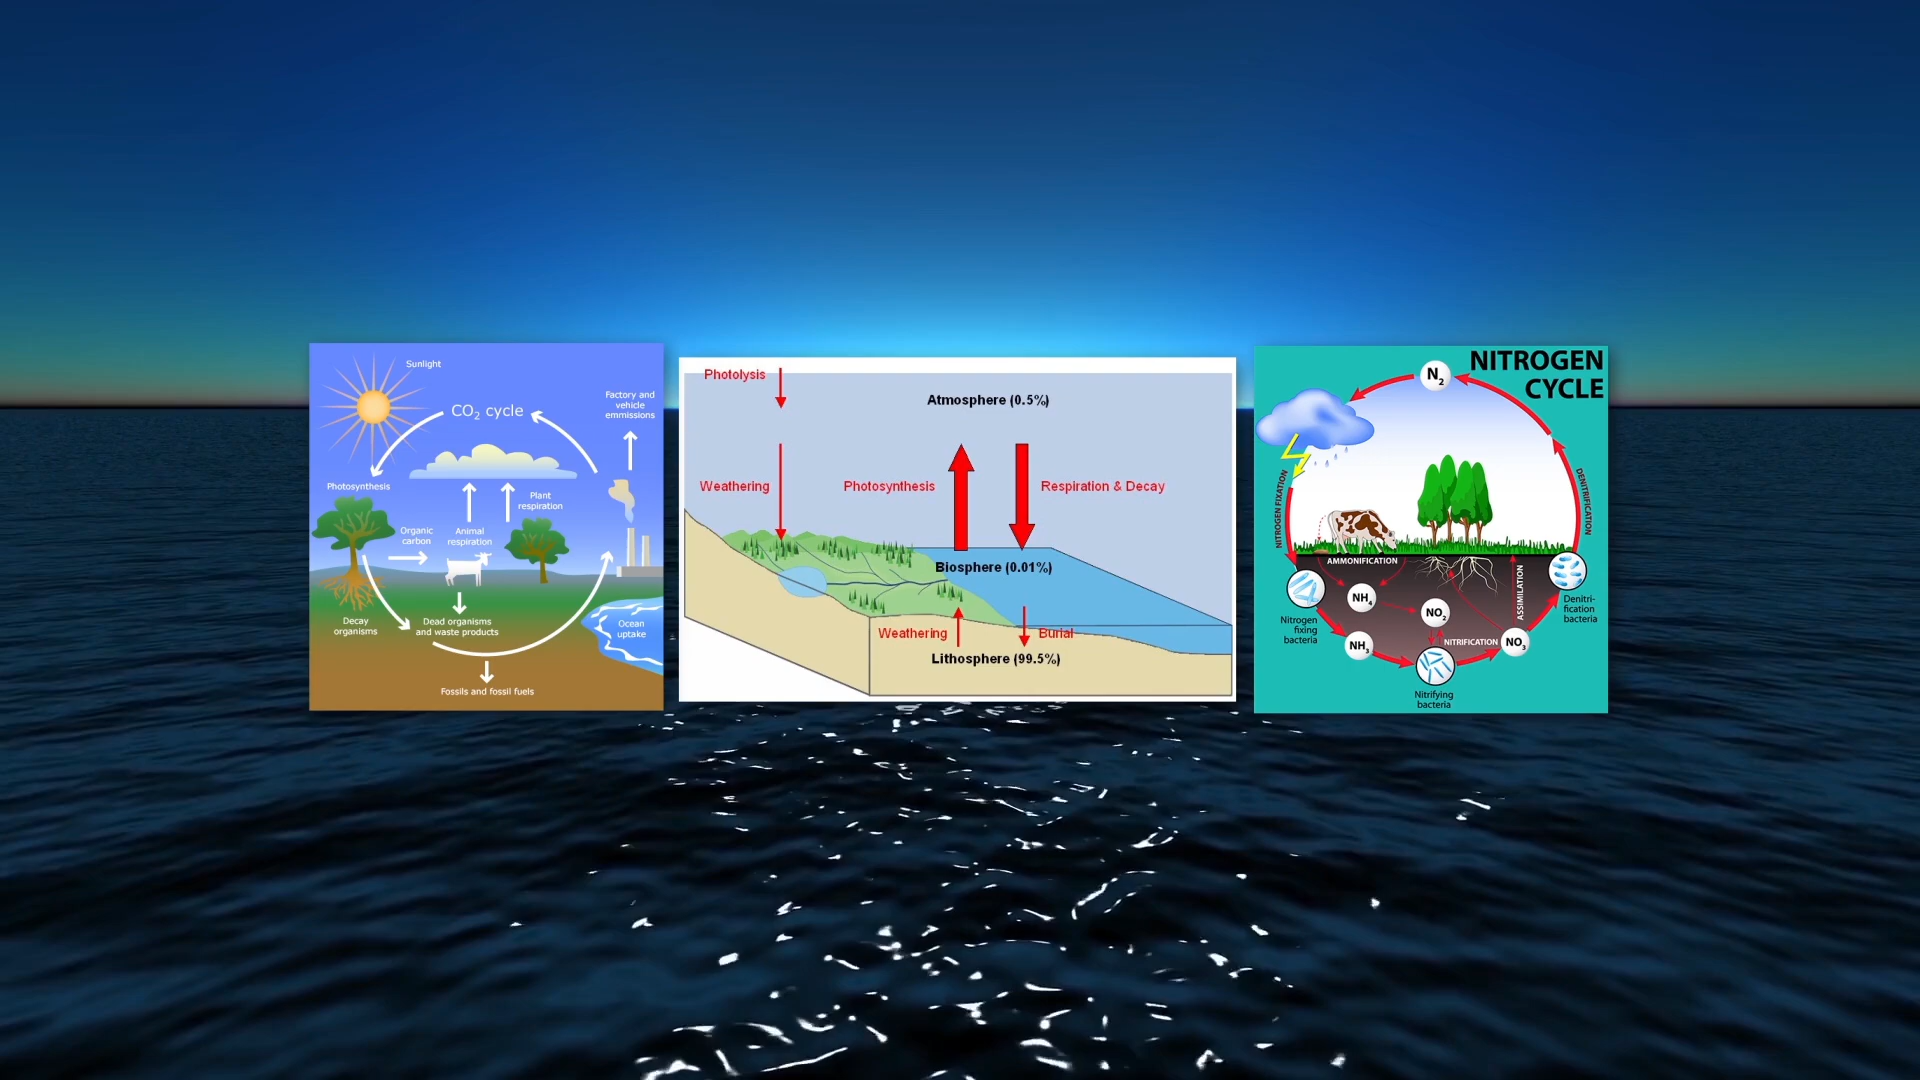 Sunlight
CO2 cycle
Factory and
vehicle
emmissions
Photosynthesis
Plant
respiration
Organic
carbon
Animal
respiration
Decay
organisms
Dead organisms
and waste products
Ocean
uptake
Fossils and fossil fuels
Photolysis
Atmosphere (0.5%)
Weathering
Photosynthesis
Respiration & Decay
Biosphere (0.01%)
Weathering
Burial
Lithosphere (99.5%)
NITROGEN
CYCLE
N2
NITROGEN FIXATION
DENITRIFICATION
AMMONIFICATION
ASSIMILATION
NH4
NO2
Nitrogen
fixing
bacteria
Denitri-
fication
bacteria
NH3
NITRIFICATION
NO3
Nitrifying
bacteria